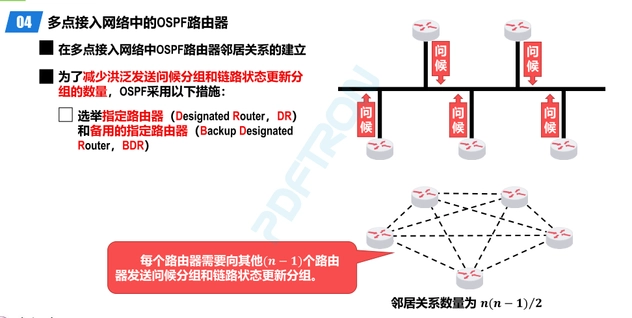 04 多点接入网络中的OSPF路由器
在多点接入网络中OSPF路由器邻居关系的建立
为了减少洪泛发送问候分组和链路状态更新分
组的数量，OSPF采用以下措施：
选举指定路由器（Designated Router，DR）
和备用的指定路由器（Backup Designated
Router，BDR）
问候
问候
问候
问候
问候
PDFTRON
每个路由器需要向其他(n−1)个路由
器发送问候分组和链路状态更新分组。
邻居关系数量为 n(n−1)/2